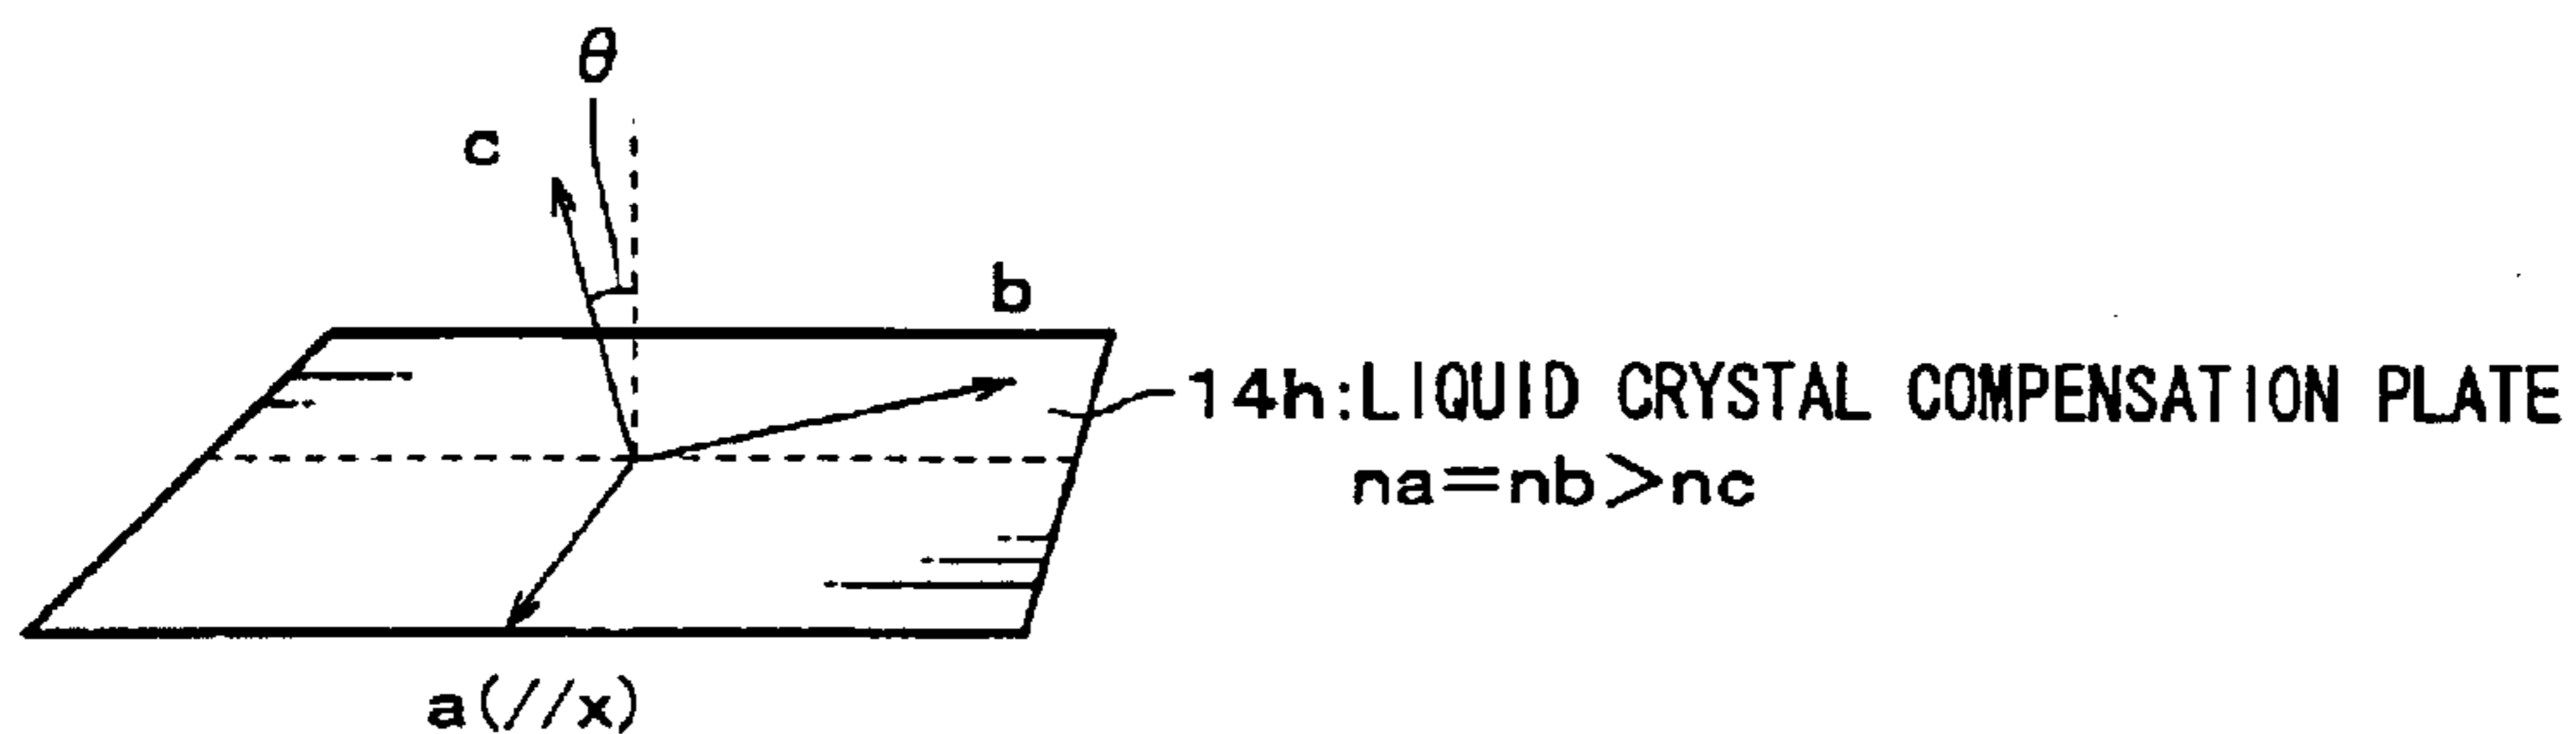 θ
c
b
14h:LIQUID CRYSTAL COMPENSATION PLATE
na=nb>nc
a(//x)